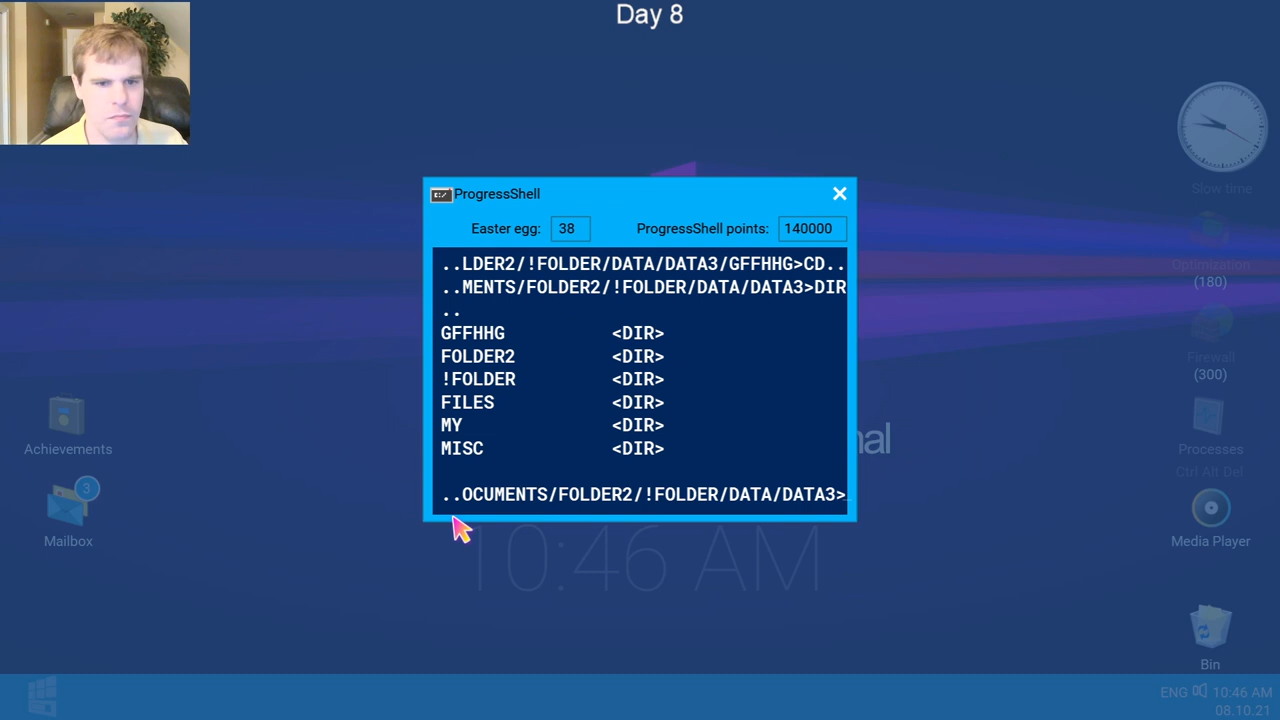 Day 8
ProgressShell
Easter egg: 38 ProgressShell points: 140000
..LDER2/!FOLDER/DATA/DATA3/GFFHHG>CD..
..MENTS/FOLDER2/!FOLDER/DATA/DATA3>DIR
..
GFFHHG <DIR>
FOLDER2 <DIR>
!FOLDER <DIR>
FILES <DIR>
MY <DIR>
MISC <DIR>
..OCUMENTS/FOLDER2/!FOLDER/DATA/DATA3>_
nal
10:46 AM
Achievements
3
Mailbox
Slow time
Optimization
(180)
Firewall
(300)
Processes
Ctrl Alt Del
Media Player
Bin
ENG 10:46 AM
08.10.21